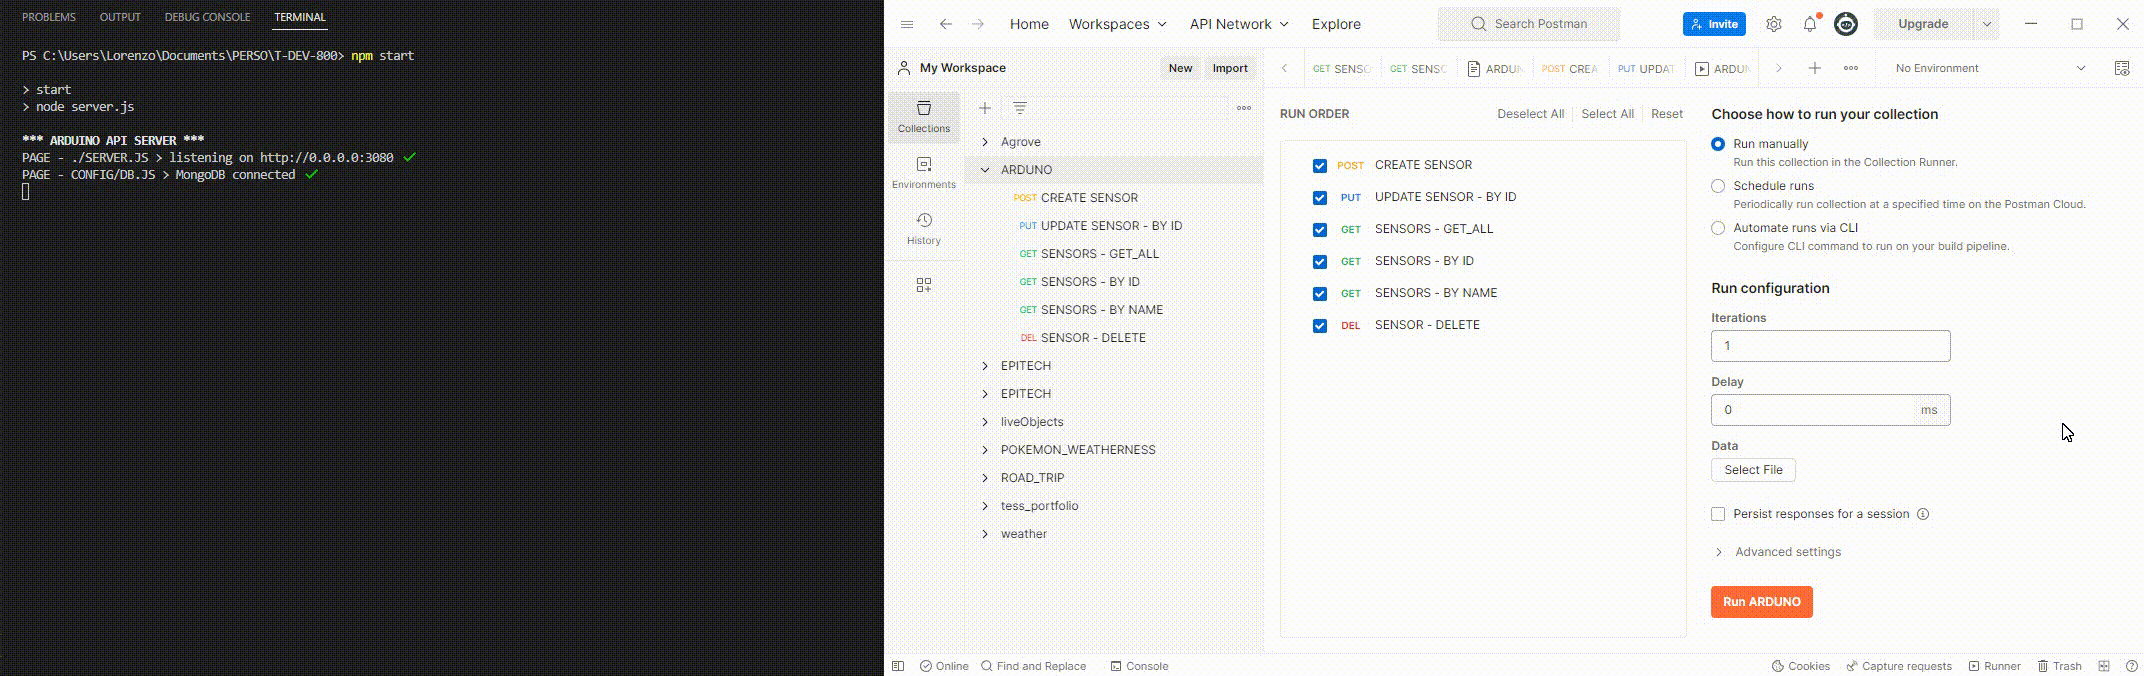 PROBLEMS OUTPUT DEBUG CONSOLE TERMINAL
PS C:\Users\Lorenzo\Documents\PERSO\T-DEV-800> npm start
> start
> node server.js
*** ARDUINO API SERVER ***
PAGE - ./SERVER.JS > listening on http://0.0.0.0:3080 ✓
PAGE - CONFIG/DB.JS > MongoDB connected ✓
Home Workspaces API Network Explore
Search Postman
Invite
Upgrade
My Workspace
New Import
Collections
Environments
History
Agrove
ARDUNO
POST CREATE SENSOR
PUT UPDATE SENSOR - BY ID
GET SENSORS - GET_ALL
GET SENSORS - BY ID
GET SENSORS - BY NAME
DEL SENSOR - DELETE
EPITECH
EPITECH
liveObjects
POKEMON_WEATHERNESS
ROAD_TRIP
tess_portfolio
weather
GET SENSC GET SENSC ARDUN POST CREA PUT UPDAT ARDUN
No Environment
RUN ORDER
Deselect All Select All Reset
POST CREATE SENSOR
PUT UPDATE SENSOR - BY ID
GET SENSORS - GET_ALL
GET SENSORS - BY ID
GET SENSORS - BY NAME
DEL SENSOR - DELETE
Choose how to run your collection
Run manually
Run this collection in the Collection Runner.
Schedule runs
Periodically run collection at a specified time on the Postman Cloud.
Automate runs via CLI
Configure CLI command to run on your build pipeline.
Run configuration
Iterations
1
Delay
0 ms
Data
Select File
Persist responses for a session
Advanced settings
Run ARDUNO
Online Find and Replace Console
Cookies Capture requests Runner Trash